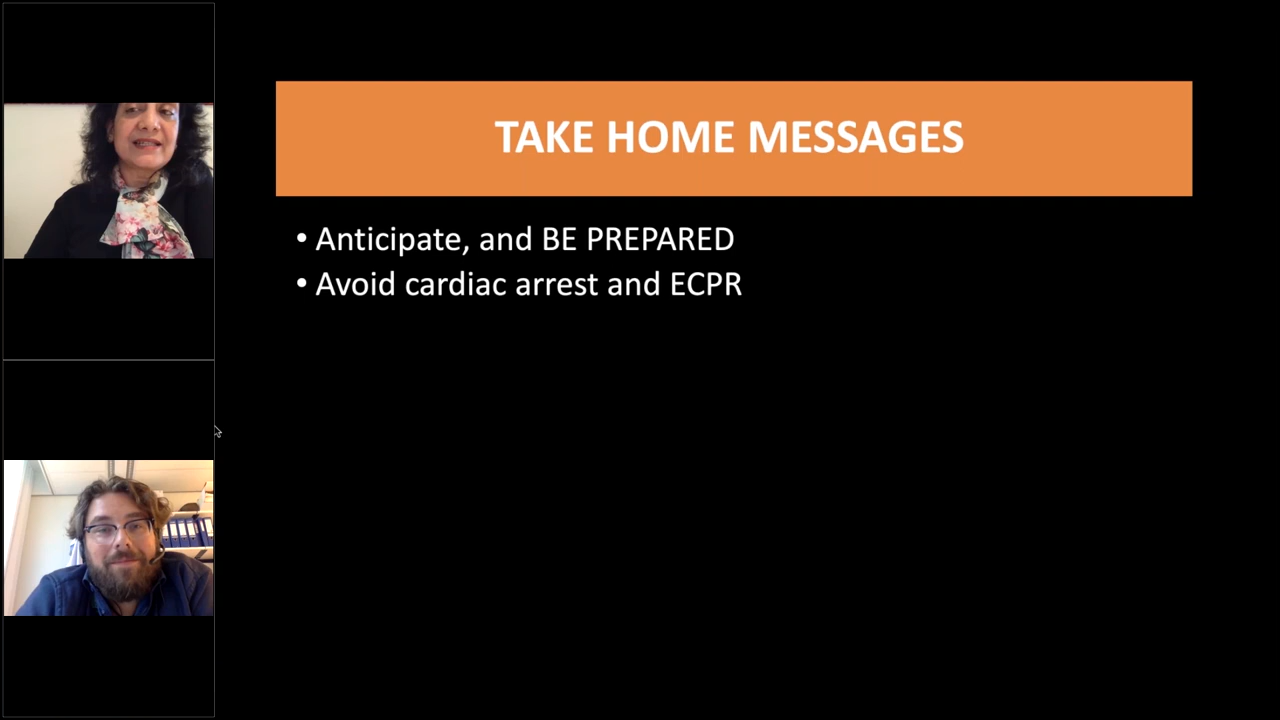 TAKE HOME MESSAGES
• Anticipate, and BE PREPARED
• Avoid cardiac arrest and ECPR